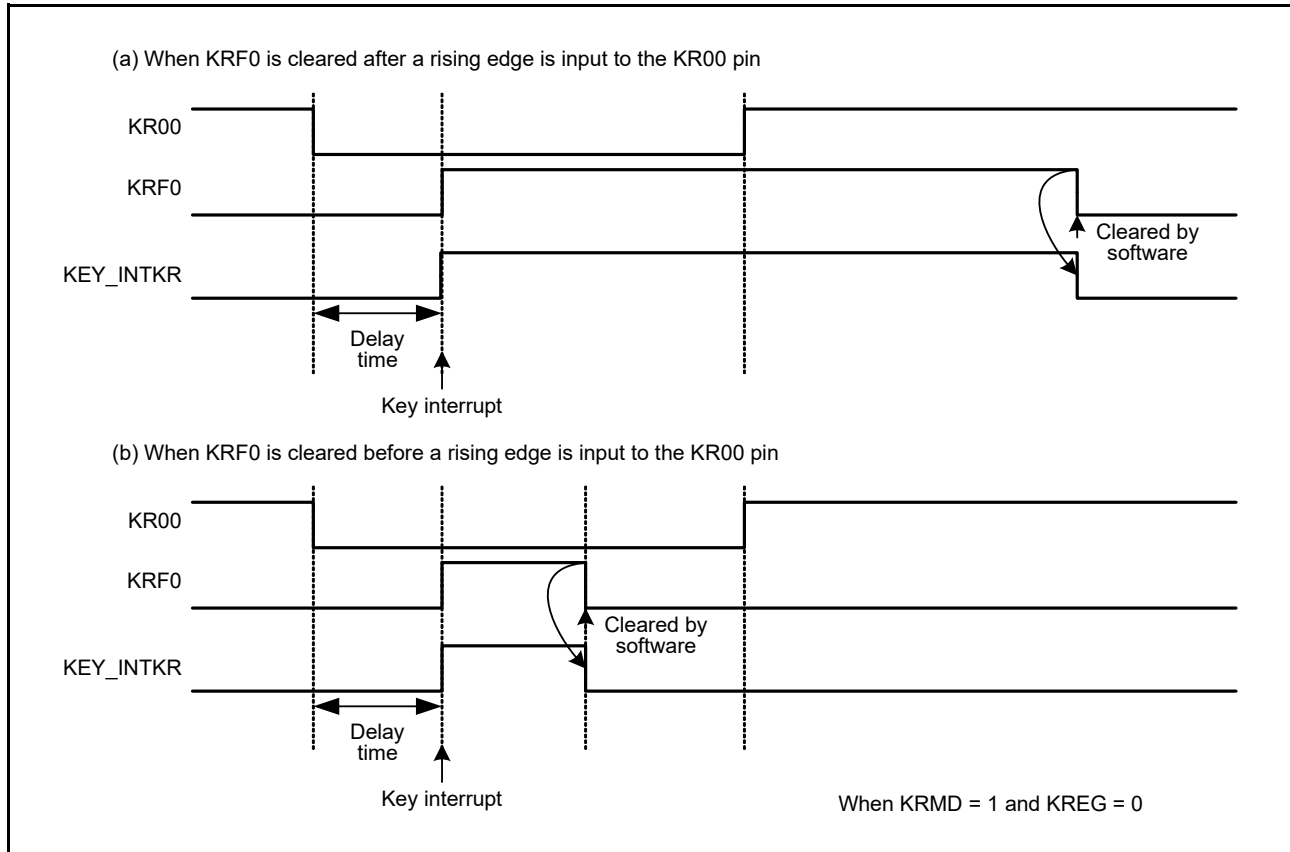 (a) When KRF0 is cleared after a rising edge is input to the KR00 pin
KR00
KRF0
Cleared by
software
KEY_INTKR
Delay
time
Key interrupt
(b) When KRF0 is cleared before a rising edge is input to the KR00 pin
KR00
KRF0
Cleared by
software
KEY_INTKR
Delay
time
Key interrupt
When KRMD = 1 and KREG = 0